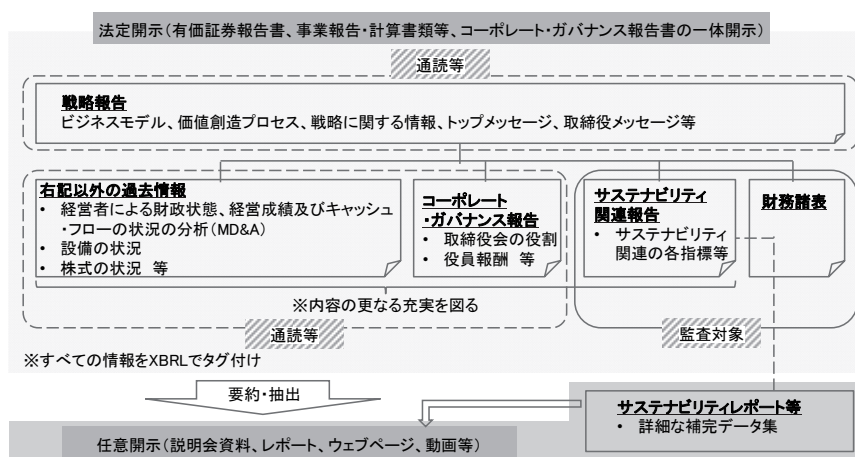 法定開示(有価証券報告書、事業報告・計算書類等、コーポレート・ガバナンス報告書の一体開示)
通読等
戦略報告
ビジネスモデル、価値創造プロセス、戦略に関する情報、トップメッセージ、取締役メッセージ等
右記以外の過去情報
• 経営者による財政状態、経営成績及びキャッシュ
・フローの状況の分析(MD&A)
• 設備の状況
• 株式の状況 等
コーポレート
・ガバナンス報告
• 取締役会の役割
• 役員報酬 等
サステナビリティ
関連報告
• サステナビリティ
関連の各指標等
財務諸表
※内容の更なる充実を図る
通読等
監査対象
※すべての情報をXBRLでタグ付け
要約・抽出
サステナビリティレポート等
• 詳細な補完データ集
任意開示(説明会資料、レポート、ウェブページ、動画等)